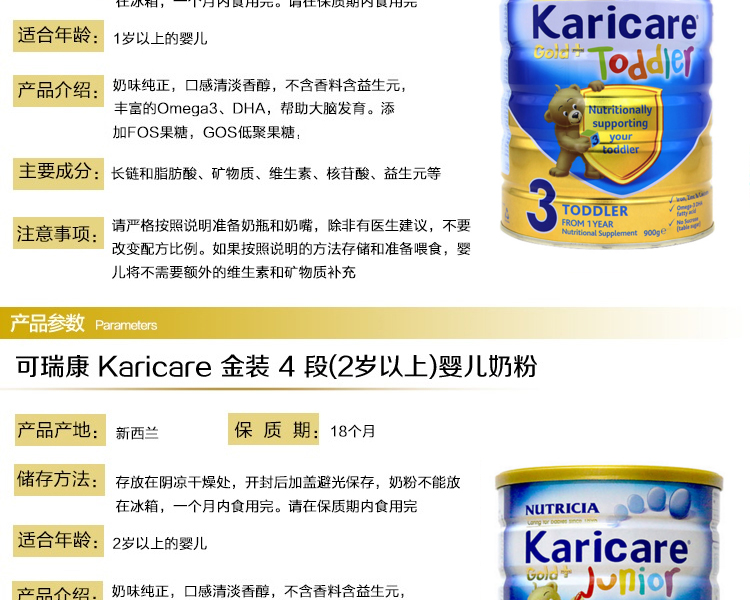 在冰箱，一个月内食用完。请在保质期内食用完
适合年龄：
1岁以上的婴儿
产品介绍：
奶味纯正，口感清淡香醇，不含香料含益生元，
丰富的Omega3、DHA，帮助大脑发育。添
加FOS果糖，GOS低聚果糖；
主要成分：
长链和脂肪酸、矿物质、维生素、核苷酸、益生元等
注意事项：
请严格按照说明准备奶瓶和奶嘴，除非有医生建议，不要
改变配方比例。如果按照说明的方法存储和准备喂食，婴
儿将不需要额外的维生素和矿物质补充
Karicare
Gold+
Toddler
Nutritionally
supporting
your
toddler
3
TODDLER
FROM 1 YEAR
Nutritional Supplement 900g e
Omega 3 DHA
fatty acid
No Sucrose
(table sugar)
产品参数 Parameters
可瑞康 Karicare 金装 4 段(2岁以上)婴儿奶粉
产品产地：
新西兰
保 质 期：
18个月
储存方法：
存放在阴凉干燥处，开封后加盖避光保存，奶粉不能放
在冰箱，一个月内食用完。请在保质期内食用完
适合年龄：
2岁以上的婴儿
产品介绍：
奶味纯正，口感清淡香醇，不含香料含益生元，
NUTRICIA
Caring for babies since 1896
Karicare
Gold+
Junior